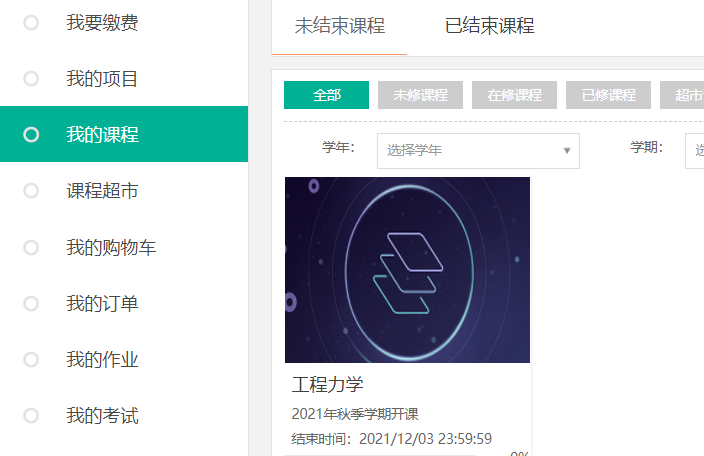 我要缴费
我的项目
我的课程
课程超市
我的购物车
我的订单
我的作业
我的考试
未结束课程 已结束课程
全部 未修课程 在修课程 已修课程 超市
学年： 选择学年 学期：
工程力学
2021年秋季学期开课
结束时间：2021/12/03 23:59:59
0%